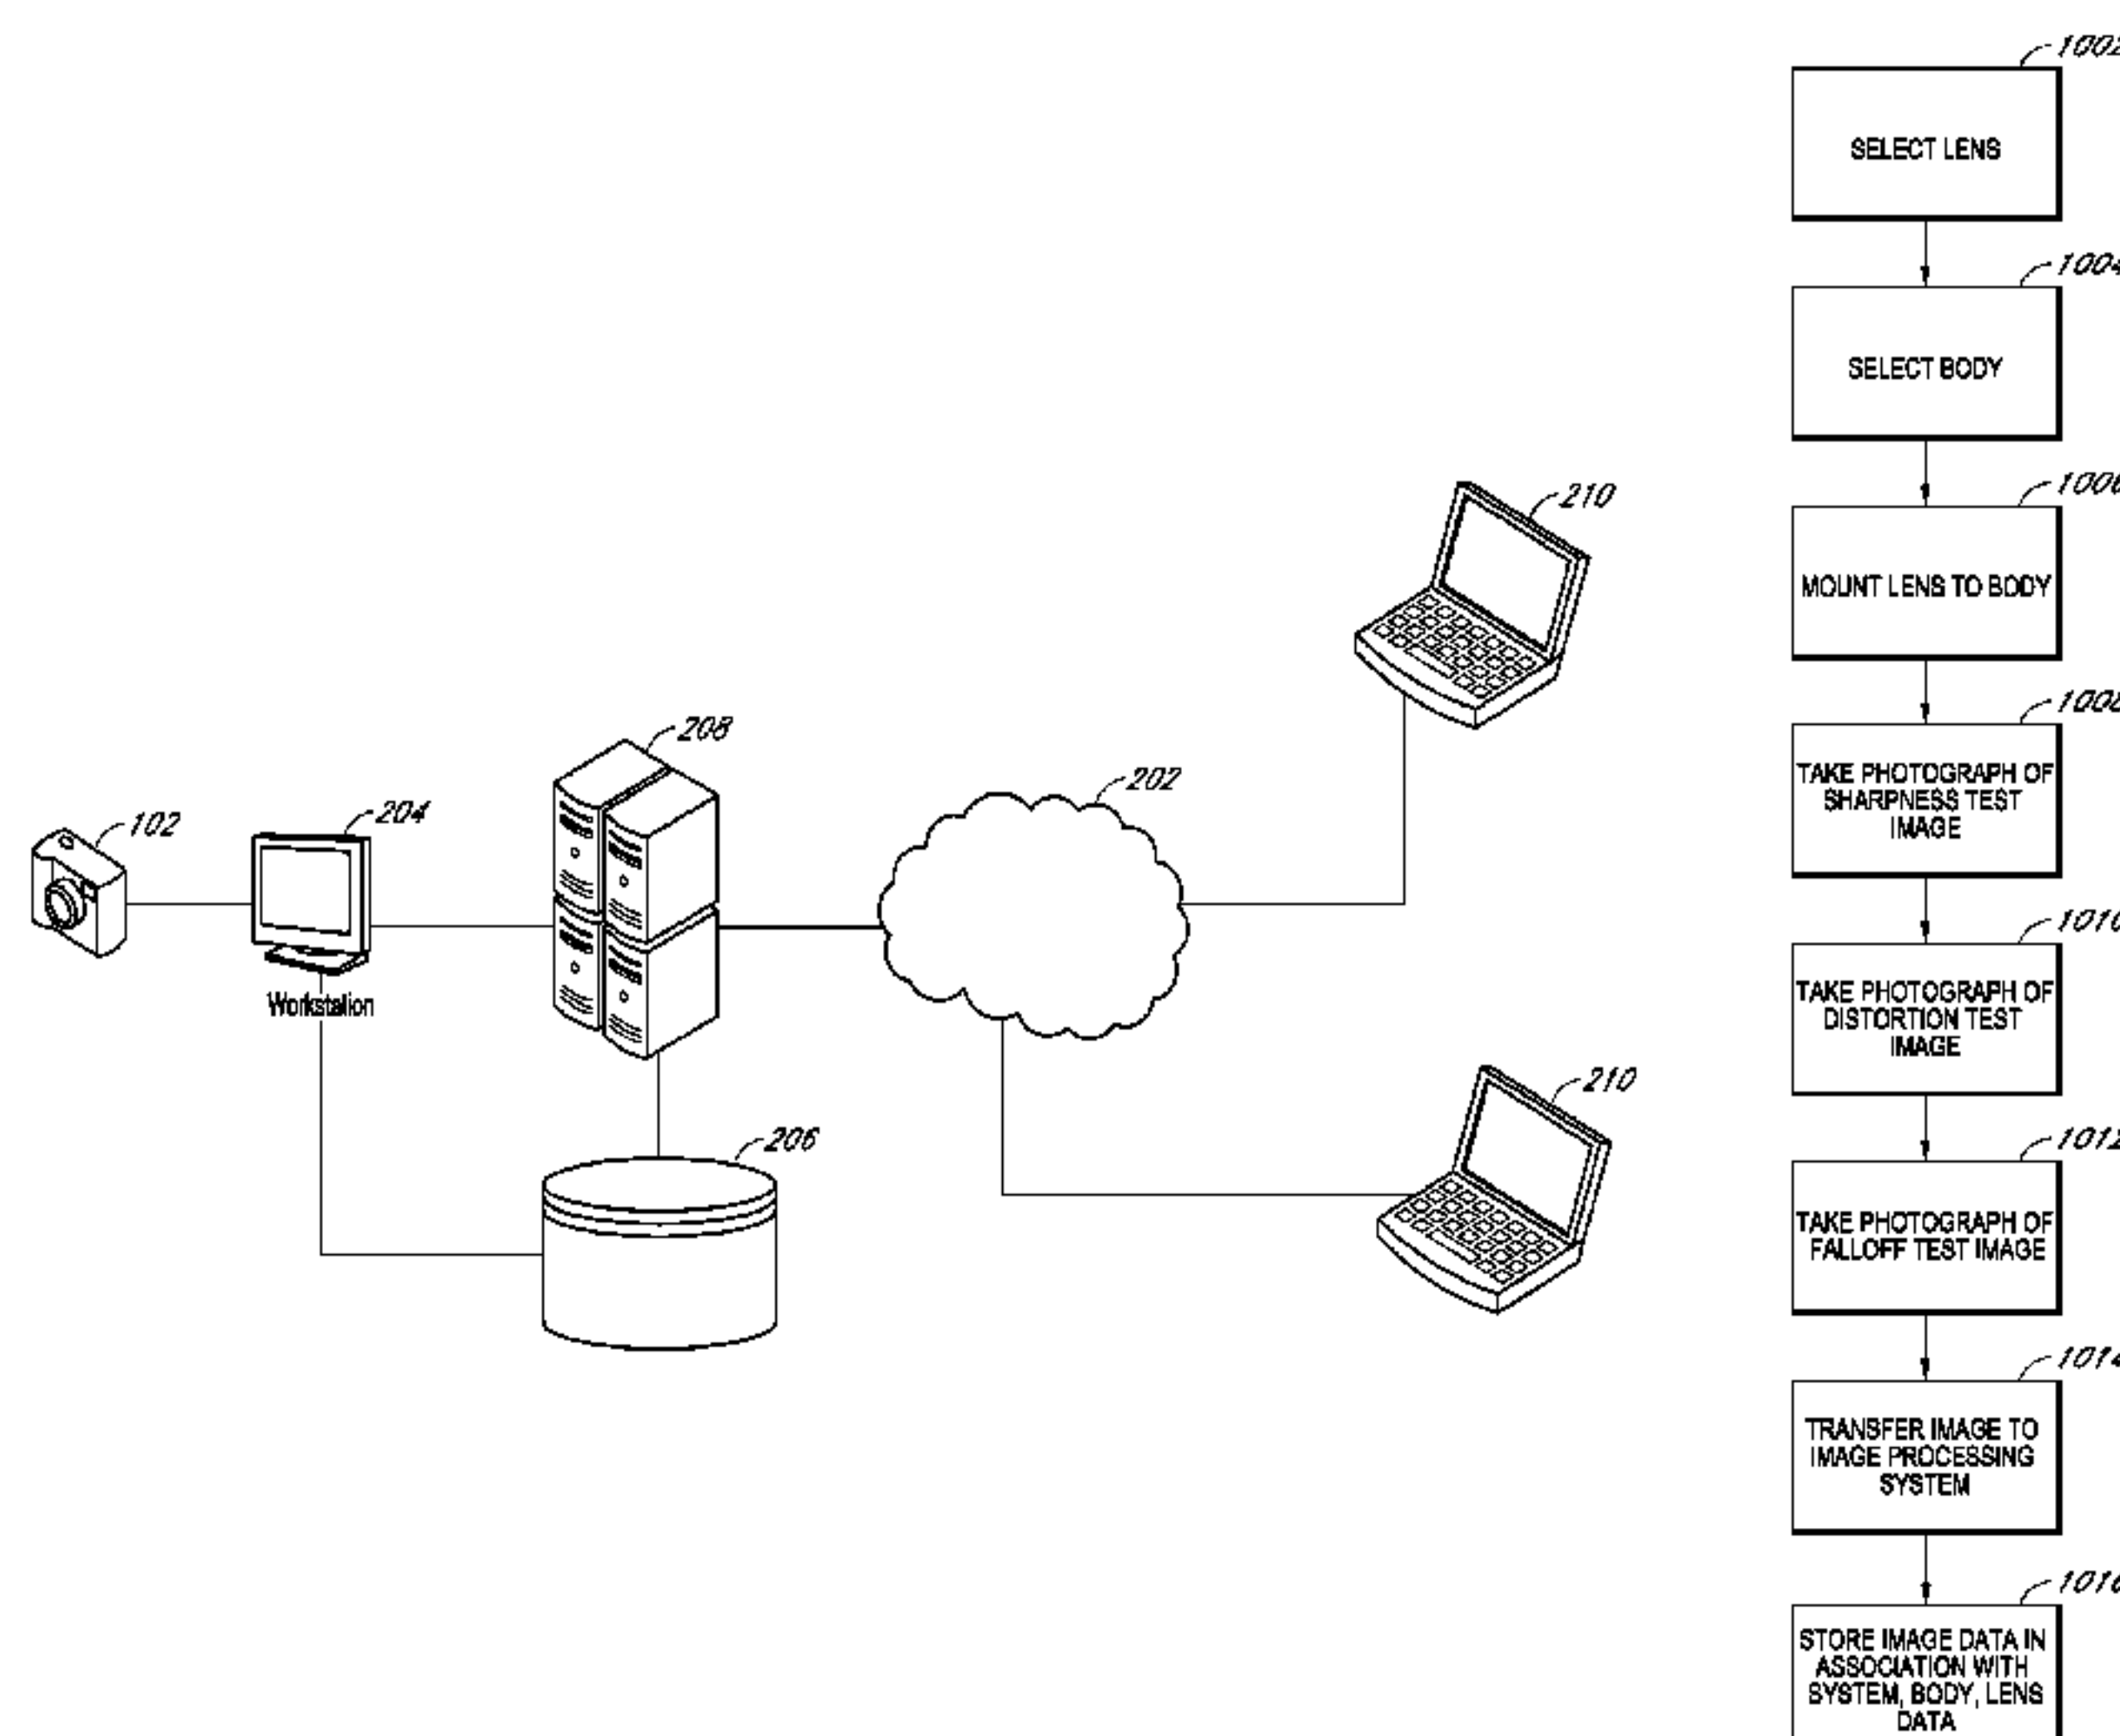 102
204
Workstation
208
206
202
210
210
1002
SELECT LENS
1004
SELECT BODY
1006
MOUNT LENS TO BODY
1008
TAKE PHOTOGRAPH OF
SHARPNESS TEST
IMAGE
1010
TAKE PHOTOGRAPH OF
DISTORTION TEST
IMAGE
1012
TAKE PHOTOGRAPH OF
FALLOFF TEST IMAGE
1014
TRANSFER IMAGE TO
IMAGE PROCESSING
SYSTEM
1016
STORE IMAGE DATA IN
ASSOCIATION WITH
SYSTEM, BODY, LENS
DATA